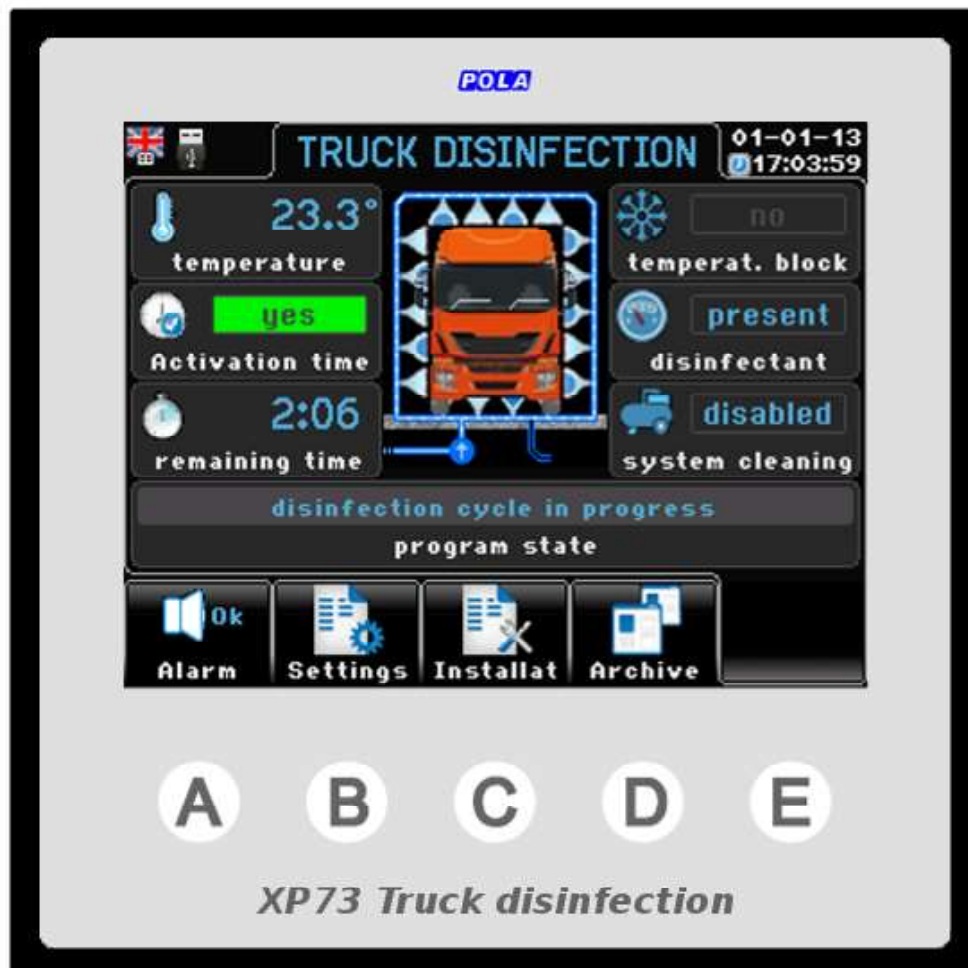 POLA
TRUCK DISINFECTION
01-01-13
17:03:59
23.3°
temperature
no
temperat. block
yes
Activation time
present
disinfectant
2:06
remaining time
disabled
system cleaning
disinfection cycle in progress
program state
Ok
Alarm
Settings
Installat
Archive
A B C D E
XP73 Truck disinfection